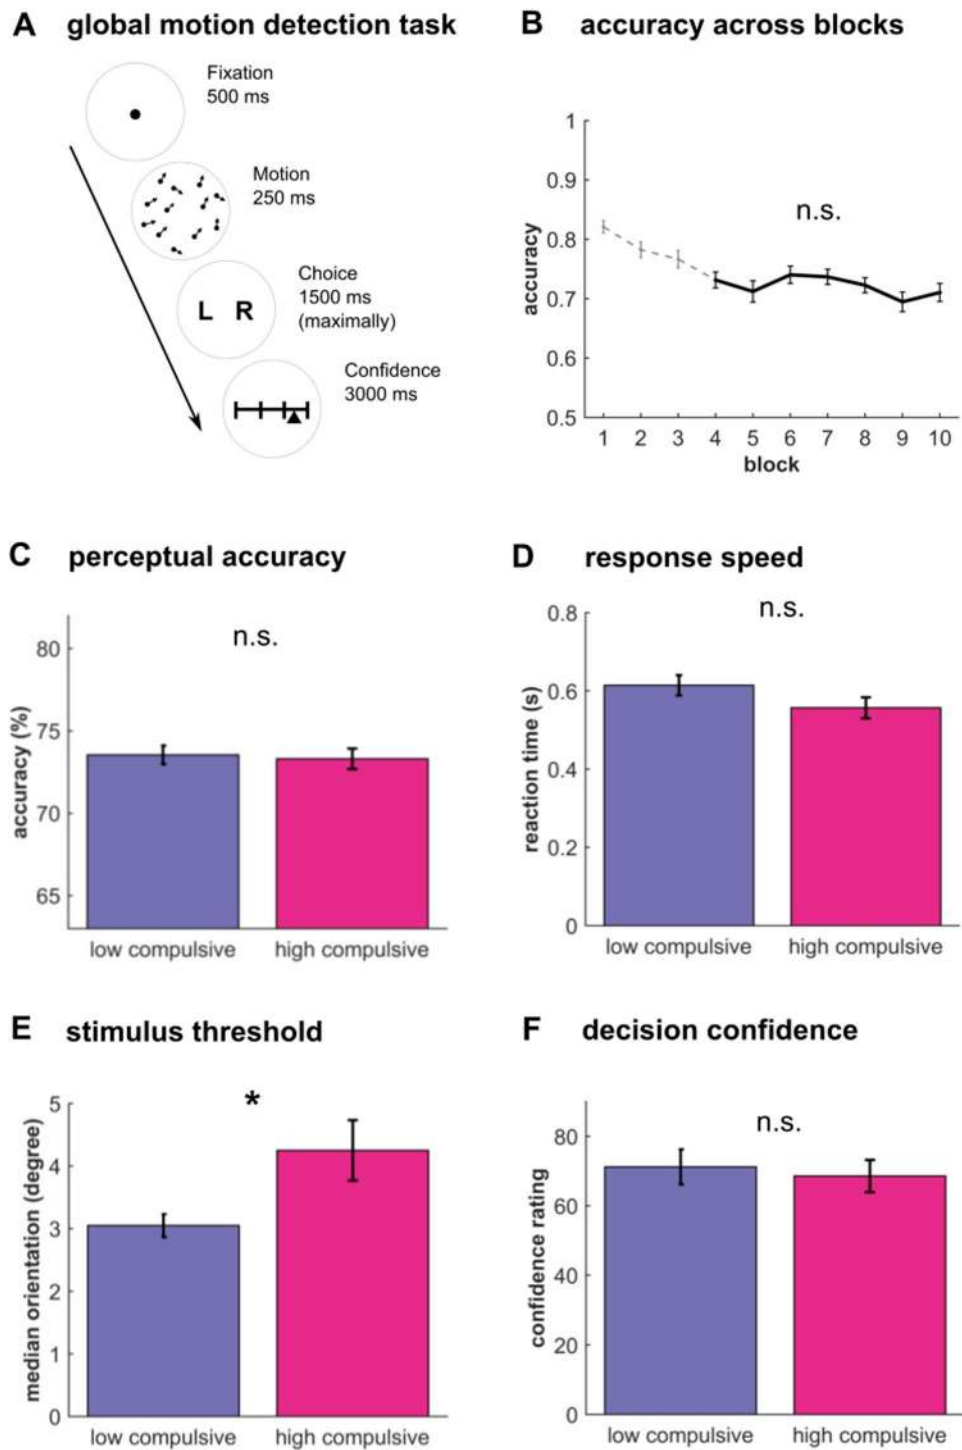 A global motion detection task
Fixation
500 ms
Motion
250 ms
Choice
1500 ms
(maximally)
L R
Confidence
3000 ms
B accuracy across blocks
n.s.
accuracy
1
0.9
0.8
0.7
0.6
0.5
1 2 3 4 5 6 7 8 9 10
block
C perceptual accuracy
n.s.
accuracy (%)
80
75
70
65
low compulsive high compulsive
D response speed
n.s.
reaction time (s)
0.8
0.6
0.4
0.2
0
low compulsive high compulsive
E stimulus threshold
*
median orientation (degree)
5
4
3
2
1
0
low compulsive high compulsive
F decision confidence
n.s.
confidence rating
80
60
40
20
0
low compulsive high compulsive